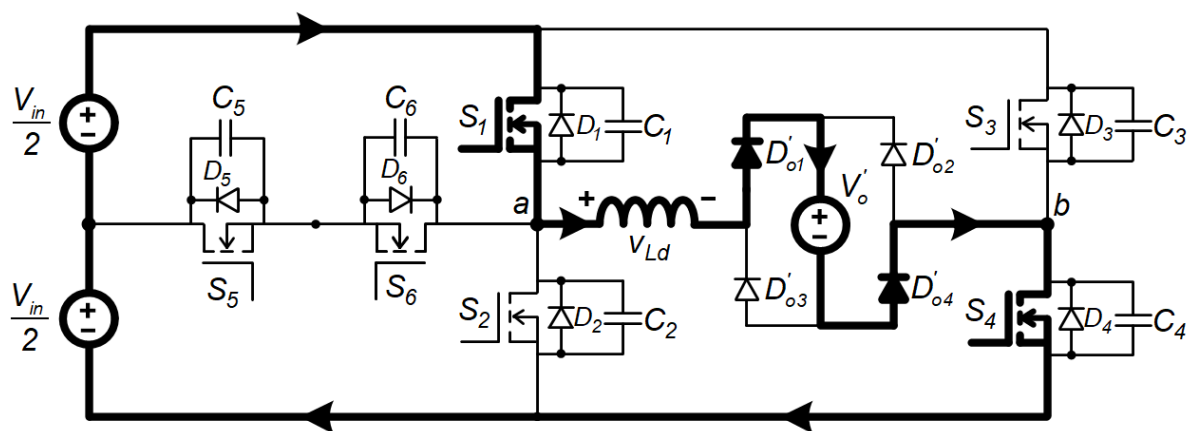 V_in/2
C_5
C_6
D_5
D_6
S_5
S_6
V_in/2
S_1
D_1
C_1
a
+ v_Ld -
S_2
D_2
C_2
D'_o1
D'_o2
V'_o
D'_o3
D'_o4
S_3
D_3
C_3
b
S_4
D_4
C_4